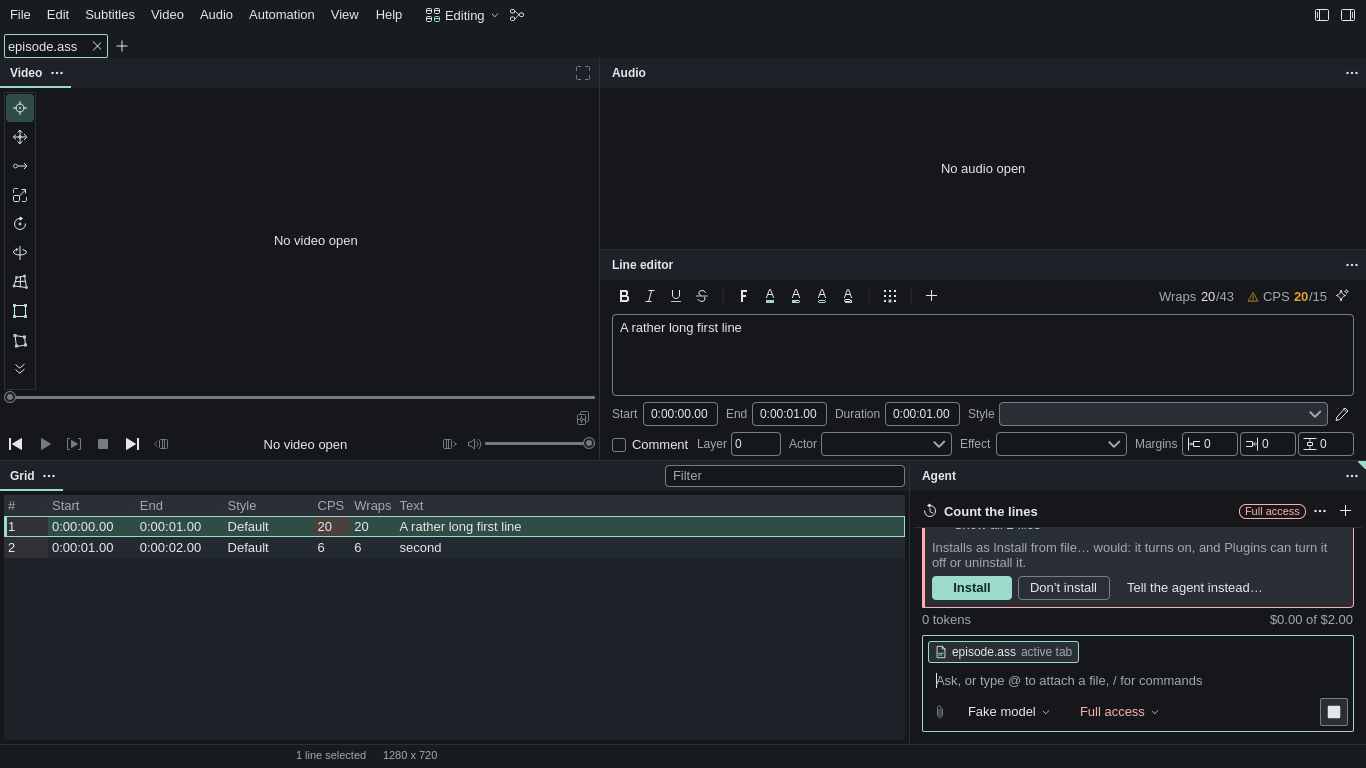 File Edit Subtitles Video Audio Automation View Help Editing
episode.ass
Video
No video open
No video open
Audio
No audio open
Line editor
Wraps 20/43 CPS 20/15
A rather long first line
Start 0:00:00.00 End 0:00:01.00 Duration 0:00:01.00 Style
Comment Layer 0 Actor Effect Margins 0 0 0
Grid Filter
# Start End Style CPS Wraps Text
1 0:00:00.00 0:00:01.00 Default 20 20 A rather long first line
2 0:00:01.00 0:00:02.00 Default 6 6 second
Agent
Count the lines Full access
Installs as Install from file… would: it turns on, and Plugins can turn it
off or uninstall it.
Install Don’t install Tell the agent instead…
0 tokens $0.00 of $2.00
episode.ass active tab
Ask, or type @ to attach a file, / for commands
Fake model Full access
1 line selected 1280 x 720